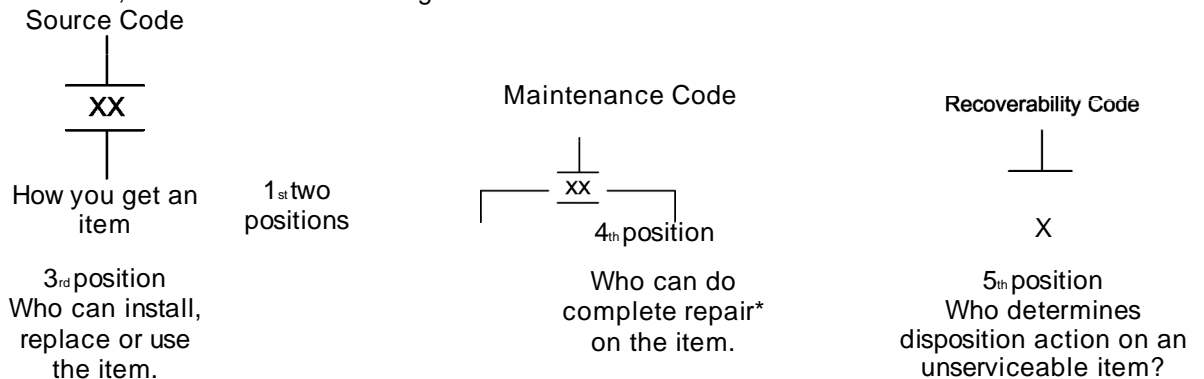 Source Code
XX
How you get an
item
1st two
positions
3rd position
Who can install,
replace or use
the item.
Maintenance Code
xx
4th position
Who can do
complete repair*
on the item.
Recoverability Code
X
5th position
Who determines
disposition action on an
unserviceable item?